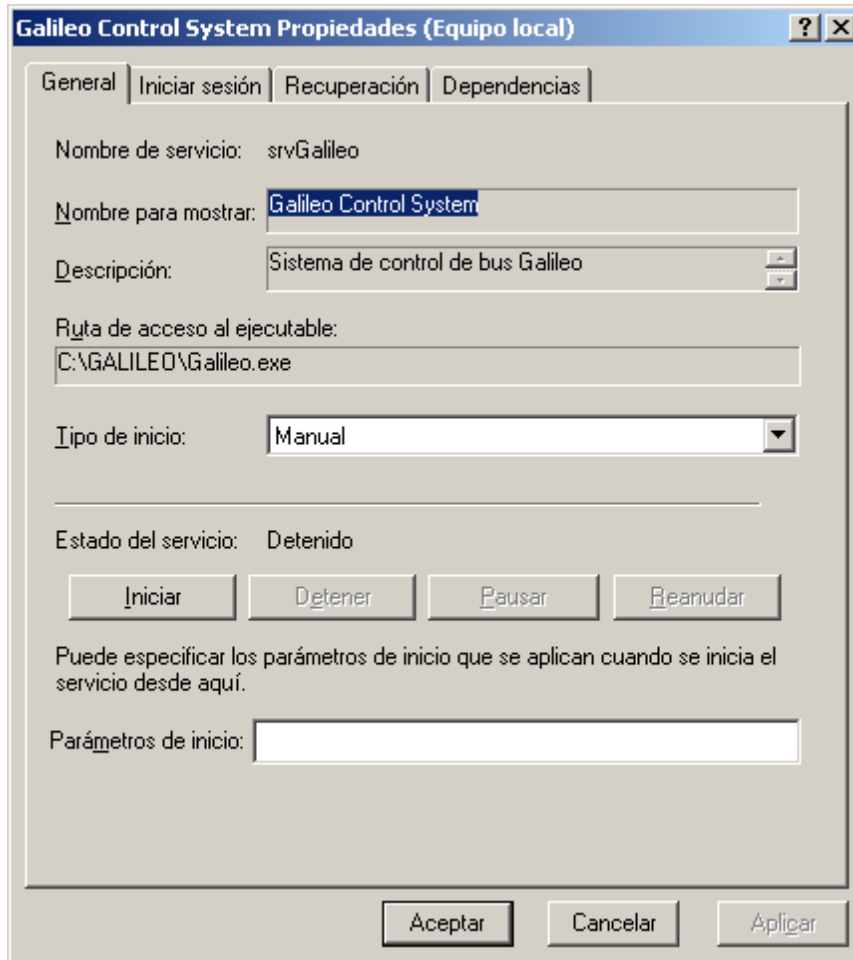 Galileo Control System Propiedades (Equipo local)
General Iniciar sesión Recuperación Dependencias
Nombre de servicio: srvGalileo
Nombre para mostrar: Galileo Control System
Descripción: Sistema de control de bus Galileo
Ruta de acceso al ejecutable:
C:\GALILEO\Galileo.exe
Tipo de inicio: Manual
Estado del servicio: Detenido
Iniciar Detener Pausar Reanudar
Puede especificar los parámetros de inicio que se aplican cuando se inicia el
servicio desde aquí.
Parámetros de inicio:
Aceptar Cancelar Aplicar